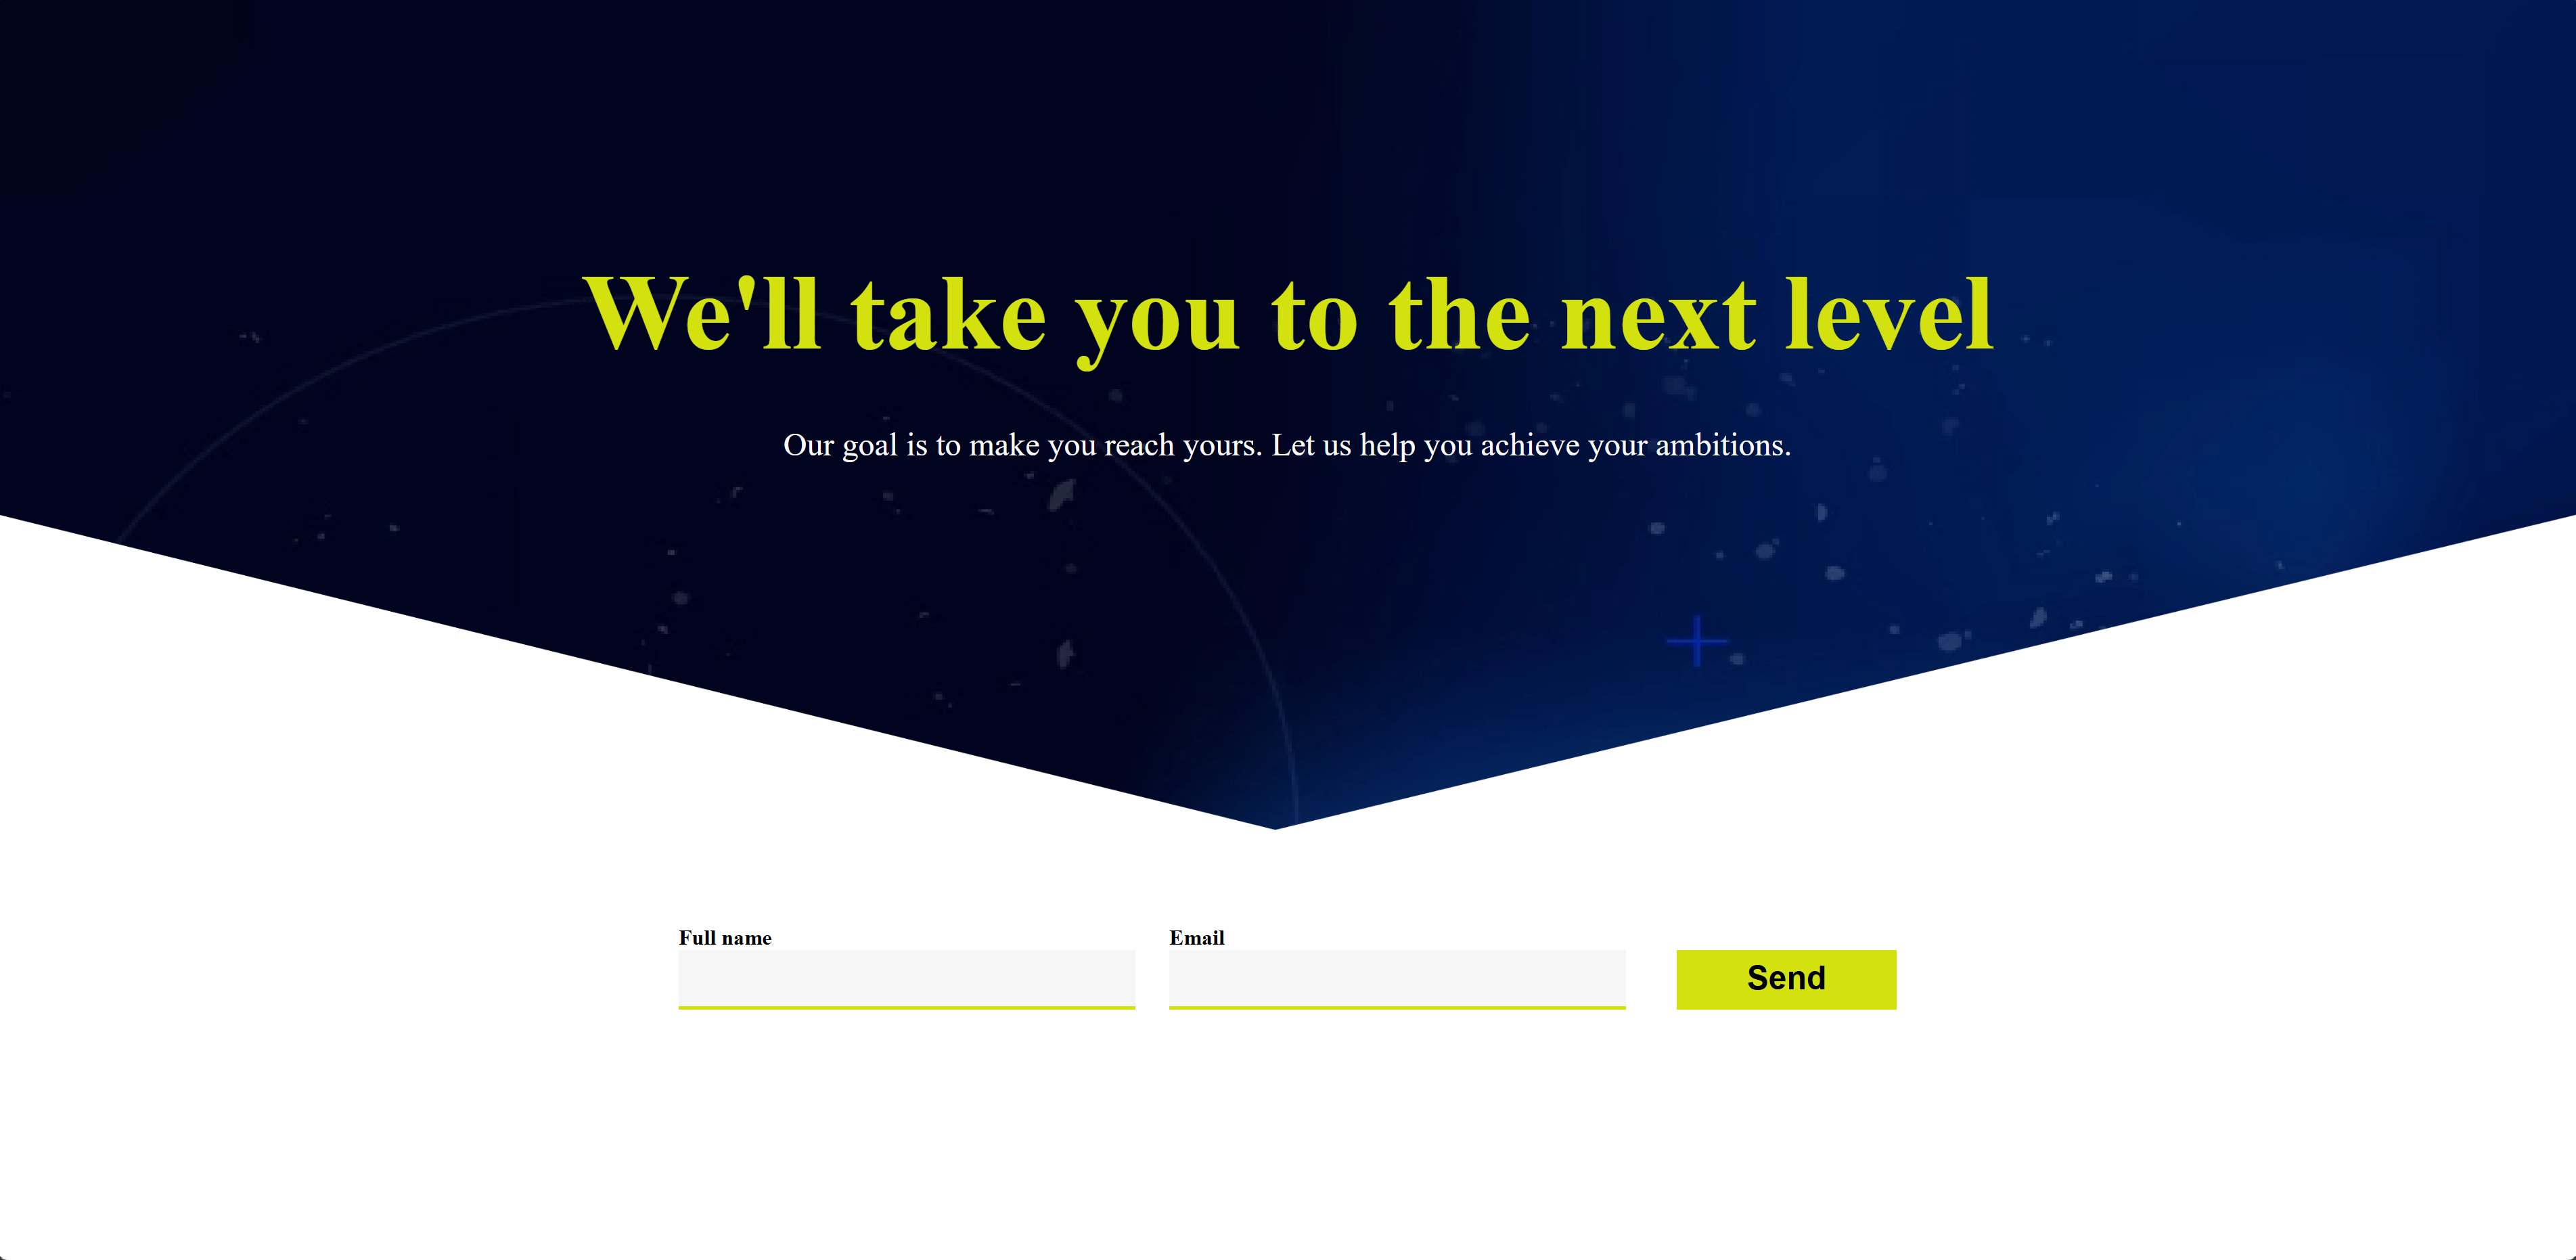 We'll take you to the next level
Our goal is to make you reach yours. Let us help you achieve your ambitions.
Full name
Email
Send